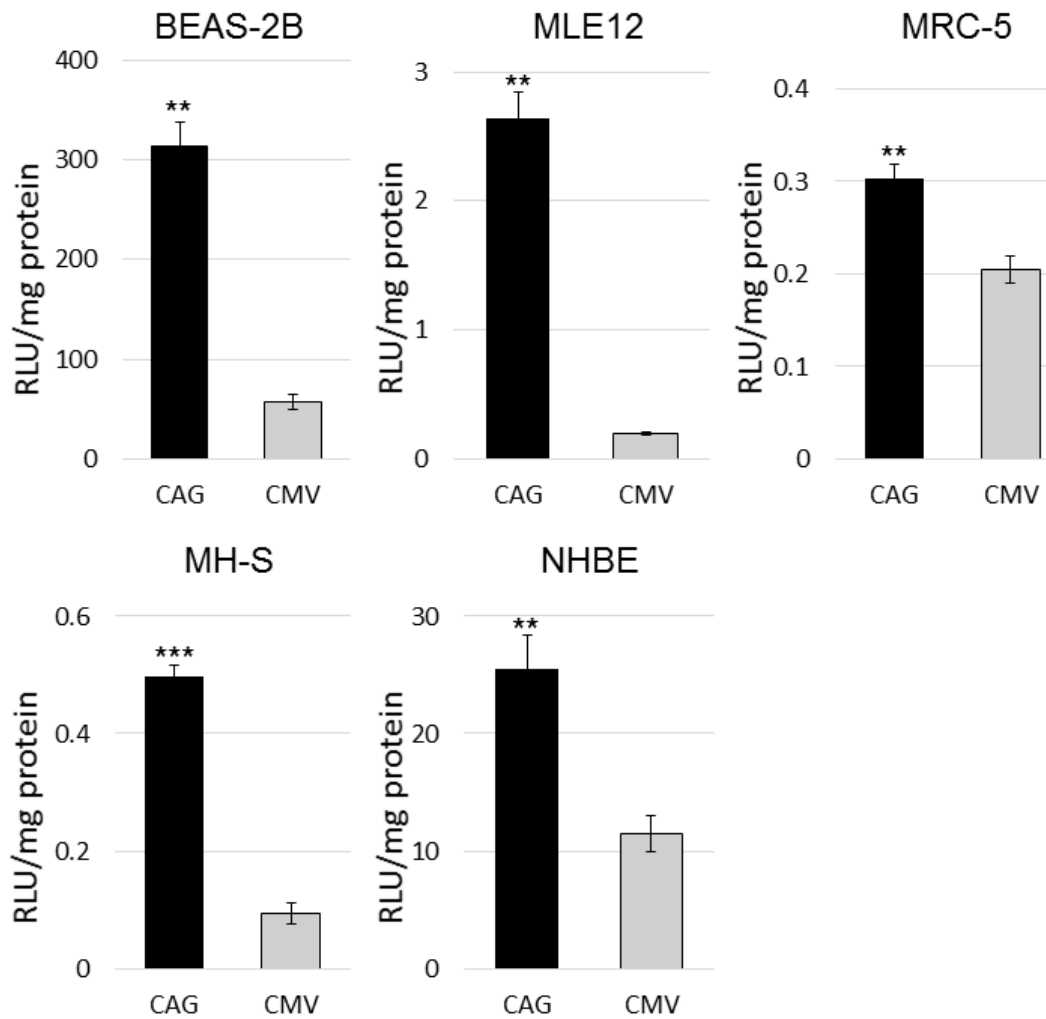 BEAS-2B
400
300
200
100
0
RLU/mg protein
**
CAG CMV
MLE12
3
2
1
0
RLU/mg protein
**
CAG CMV
MRC-5
0.4
0.3
0.2
0.1
0
RLU/mg protein
**
CAG CMV
MH-S
0.6
0.4
0.2
0
RLU/mg protein
***
CAG CMV
NHBE
30
20
10
0
RLU/mg protein
**
CAG CMV